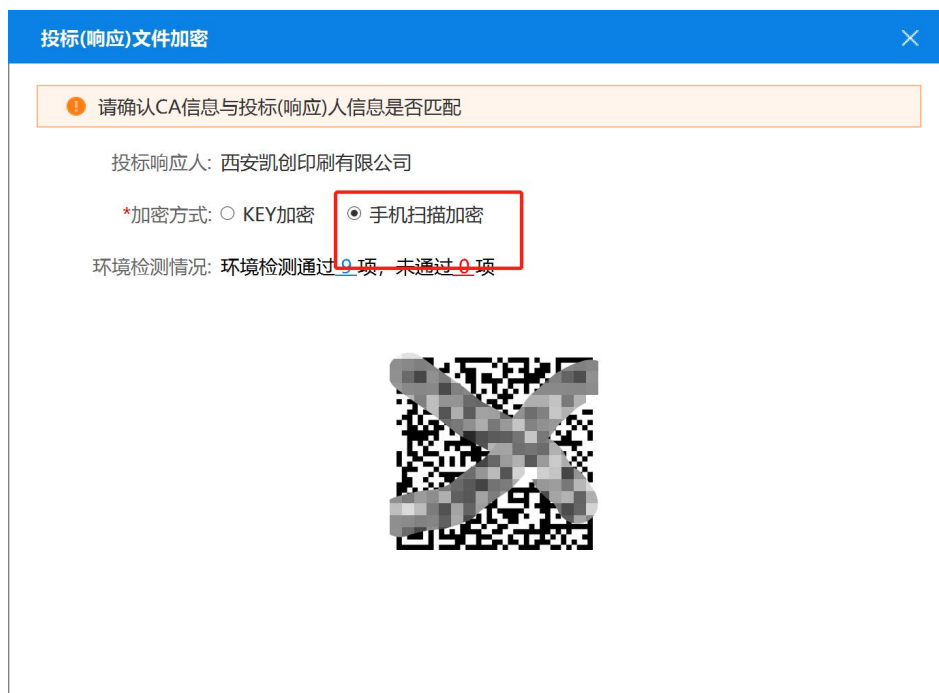 投标(响应)文件加密
请确认CA信息与投标(响应)人信息是否匹配
投标响应人: 西安凯创印刷有限公司
*加密方式: KEY加密 手机扫描加密
环境检测情况: 环境检测通过 9 项，未通过 0 项